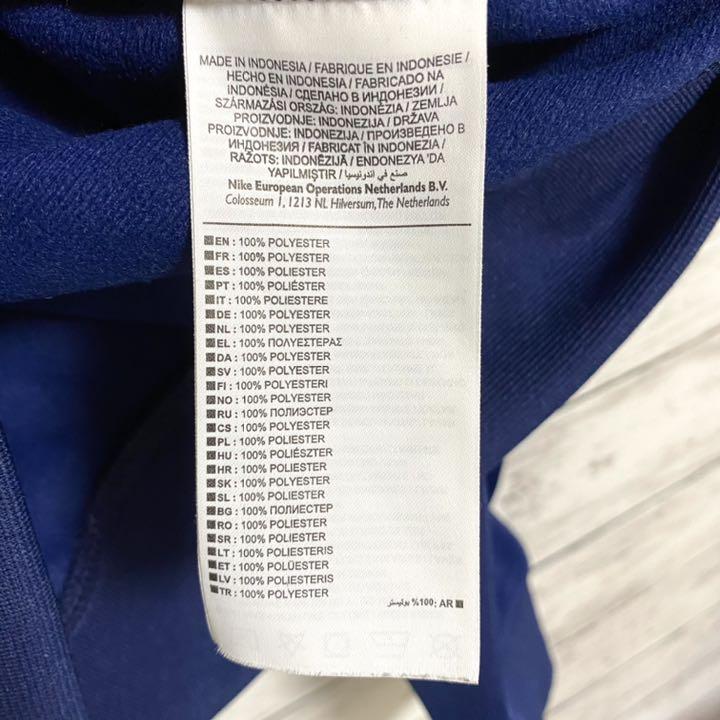 MADE IN INDONESIA / FABRIQUE EN INDONESIE /
HECHO EN INDONESIA / FABRICADO NA
INDONÉSIA / СДЕЛАНО В ИНДОНЕЗИИ /
SZÁRMAZÁSI ORSZÁG: INDONÉZIA / ZEMLJA
PROIZVODNJE: INDONEZIJA / DRŽAVA
PROIZVODNJE: INDONEZIJA / ПРОИЗВЕДЕНО В
ИНДОНЕЗИЯ / FABRICAT ÎN INDONEZIA /
RAŽOTS: INDONĒZIJĀ / ENDONEZYA 'DA
YAPILMIŞTIR / صنع في اندرنيسيا
Nike European Operations Netherlands B.V.
Colosseum 1, 1213 NL Hilversum, The Netherlands
EN : 100% POLYESTER
FR : 100% POLYESTER
ES : 100% POLIESTER
PT : 100% POLIÉSTER
IT : 100% POLIESTERE
DE : 100% POLYESTER
NL : 100% POLYESTER
EL : 100% ΠΟΛΥΕΣΤΕΡΑΣ
DA : 100% POLYESTER
SV : 100% POLYESTER
FI : 100% POLYESTERI
NO : 100% POLYESTER
RU : 100% ПОЛИЭСТЕР
CS : 100% POLYESTER
PL : 100% POLIESTER
HU : 100% POLIÉSZTER
HR : 100% POLIESTER
SK : 100% POLYESTER
SL : 100% POLIESTER
BG : 100% ПОЛИЕСТЕР
RO : 100% POLIESTER
SR : 100% POLIESTER
LT : 100% POLIESTERIS
ET : 100% POLÜESTER
LV : 100% POLIESTERIS
TR : 100% POLYESTER
AR :100% بوليستر